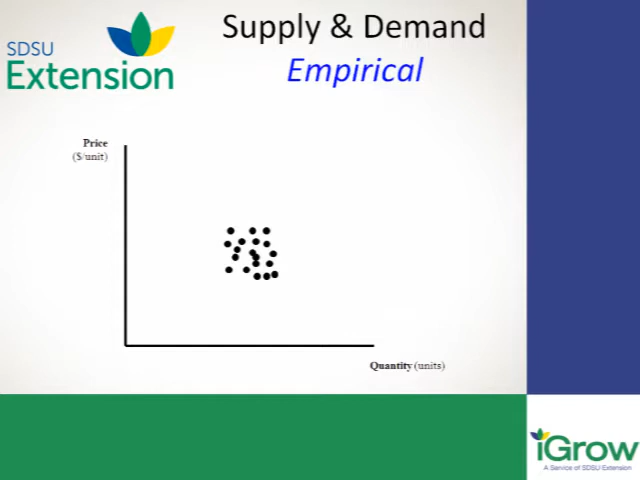 Supply & Demand
Empirical
SDSU
Extension
Price
($/unit)
Quantity (units)
iGrow
A Service of SDSU Extension